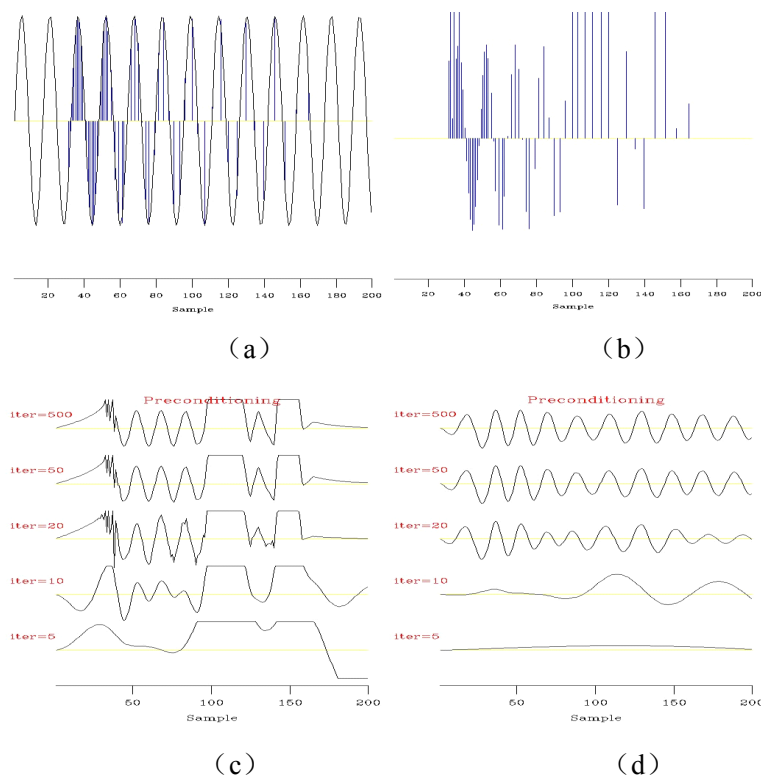 20 40 60 80 100 120 140 160 180 200
Sample
20 40 60 80 100 120 140 160 180 200
Sample
（a）
（b）
Preconditioning
iter=500
iter=50
iter=20
iter=10
iter=5
50 100 150 200
Sample
Preconditioning
iter=500
iter=50
iter=20
iter=10
iter=5
50 100 150 200
Sample
（c）
（d）